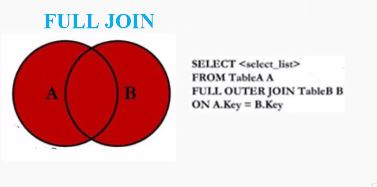 FULL JOIN
A B
SELECT <select_list>
FROM TableA A
FULL OUTER JOIN TableB B
ON A.Key = B.Key